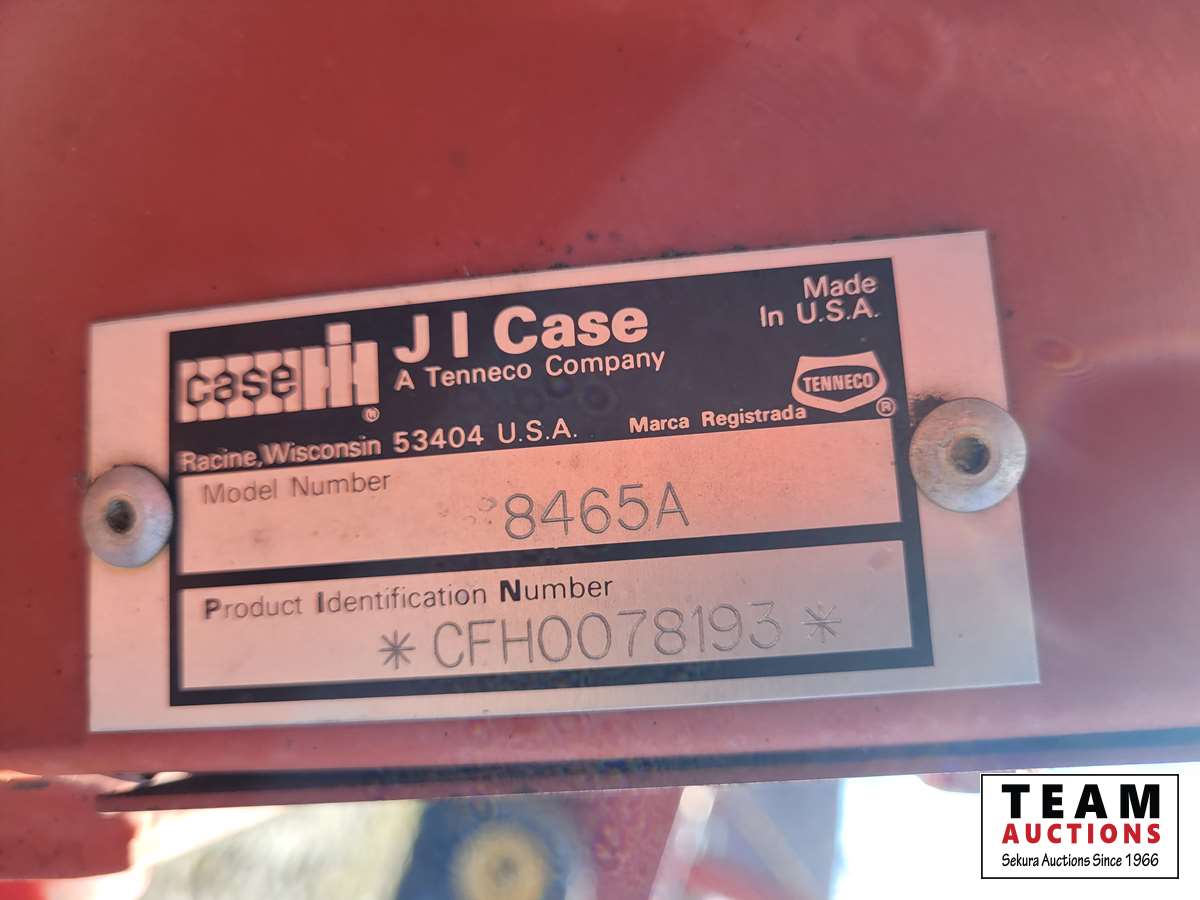 case IH ®
J I Case
A Tenneco Company
Made
In U.S.A.
TENNECO ®
Racine, Wisconsin 53404 U.S.A. Marca Registrada
Model Number
8465A
Product Identification Number
* CFH0078193 *
TEAM
AUCTIONS
Sekura Auctions Since 1966